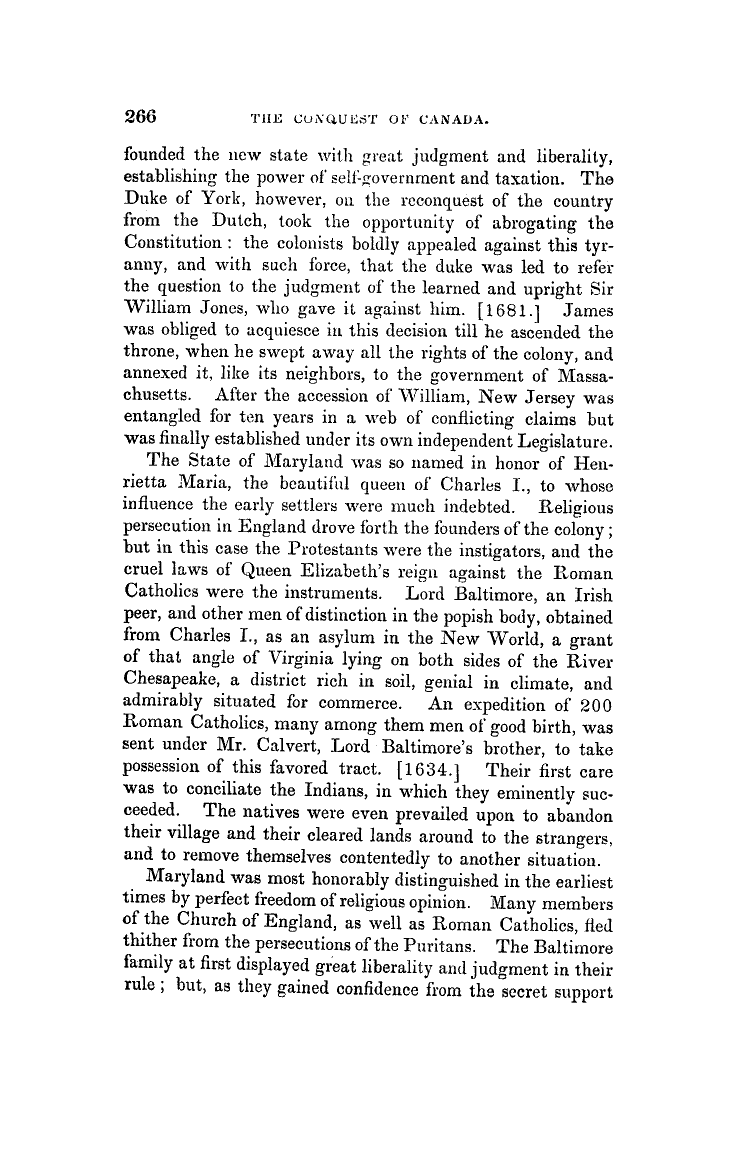 266 THE CONQUEST OF CANADA.
founded the new state with great judgment and liberality,
establishing the power of self-government and taxation. The
Duke of York, however, on the reconquest of the country
from the Dutch, took the opportunity of abrogating the
Constitution : the colonists boldly appealed against this tyr-
anny, and with such force, that the duke was led to refer
the question to the judgment of the learned and upright Sir
William Jones, who gave it against him. [1681.] James
was obliged to acquiesce in this decision till he ascended the
throne, when he swept away all the rights of the colony, and
annexed it, like its neighbors, to the government of Massa-
chusetts. After the accession of William, New Jersey was
entangled for ten years in a web of conflicting claims but
was finally established under its own independent Legislature.
The State of Maryland was so named in honor of Hen-
rietta Maria, the beautiful queen of Charles I., to whose
influence the early settlers were much indebted. Religious
persecution in England drove forth the founders of the colony ;
but in this case the Protestants were the instigators, and the
cruel laws of Queen Elizabeth's reign against the Roman
Catholics were the instruments. Lord Baltimore, an Irish
peer, and other men of distinction in the popish body, obtained
from Charles I., as an asylum in the New World, a grant
of that angle of Virginia lying on both sides of the River
Chesapeake, a district rich in soil, genial in climate, and
admirably situated for commerce. An expedition of 200
Roman Catholics, many among them men of good birth, was
sent under Mr. Calvert, Lord Baltimore's brother, to take
possession of this favored tract. [1634.] Their first care
was to conciliate the Indians, in which they eminently suc-
ceeded. The natives were even prevailed upon to abandon
their village and their cleared lands around to the strangers,
and to remove themselves contentedly to another situation.
Maryland was most honorably distinguished in the earliest
times by perfect freedom of religious opinion. Many members
of the Church of England, as well as Roman Catholics, fled
thither from the persecutions of the Puritans. The Baltimore
family at first displayed great liberality and judgment in their
rule ; but, as they gained confidence from the secret support